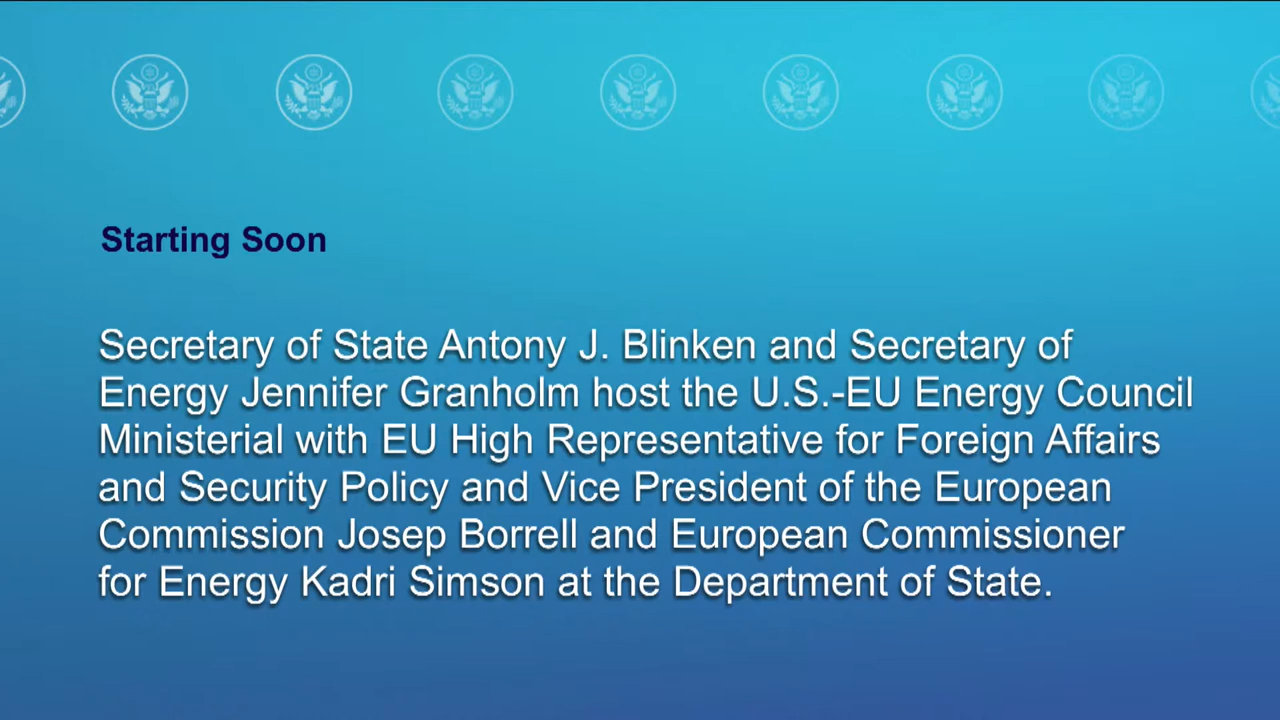 Starting Soon
Secretary of State Antony J. Blinken and Secretary of
Energy Jennifer Granholm host the U.S.-EU Energy Council
Ministerial with EU High Representative for Foreign Affairs
and Security Policy and Vice President of the European
Commission Josep Borrell and European Commissioner
for Energy Kadri Simson at the Department of State.